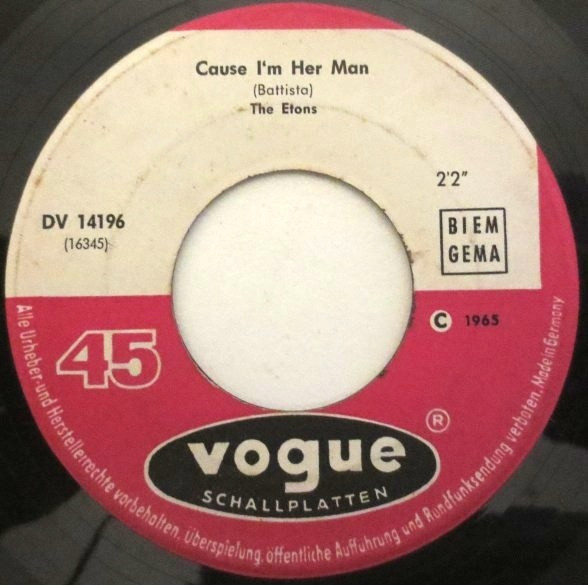 Cause I'm Her Man
(Battista)
The Etons
2'2"
DV 14196
(16345)
BIEM
GEMA
C 1965
45
vogue ®
SCHALLPLATTEN
Alle Urheber- und Herstellerrechte vorbehalten. Überspielung, öffentliche Aufführung und Rundfunksendung verboten. Made in Germany